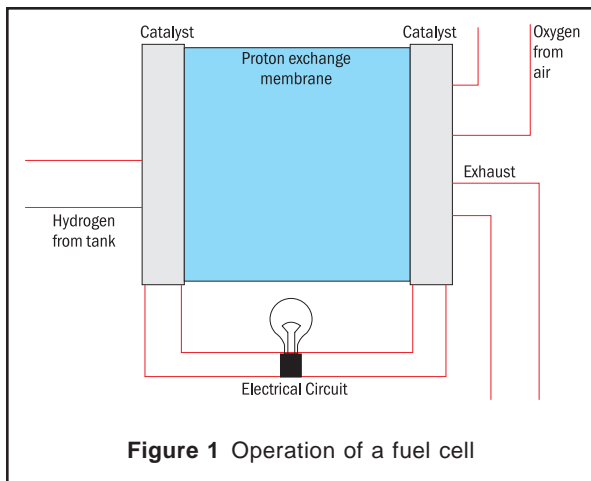 Catalyst
Catalyst
Oxygen
from
air
Proton exchange
membrane
Exhaust
Hydrogen
from tank
Electrical Circuit
Figure 1 Operation of a fuel cell